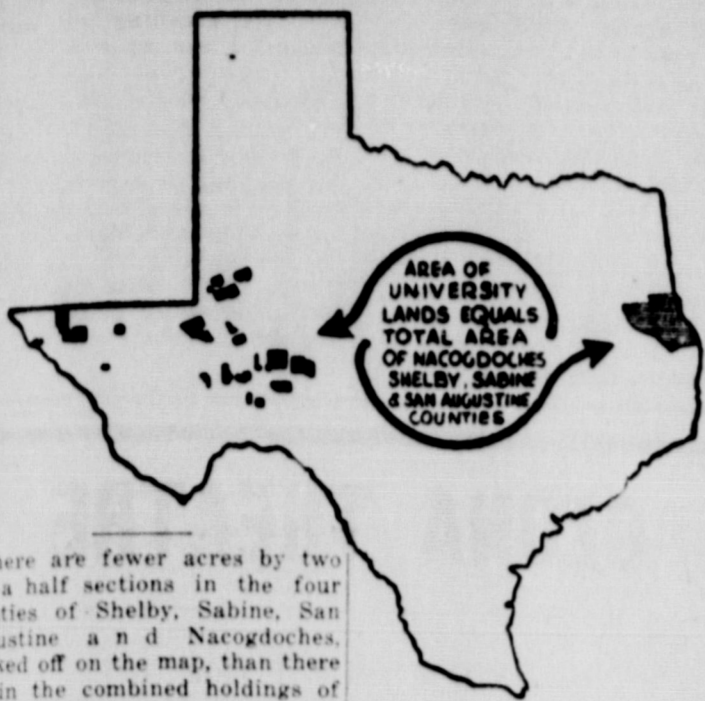 AREA OF
UNIVERSITY
LANDS EQUALS
TOTAL AREA
OF NACOGDOCHES
SHELBY, SABINE
& SAN AUGUSTINE
COUNTIES
here are fewer acres by two
a half sections in the four
ties of Shelby, Sabine, San
ustine a n d Nacogdoches,
ked off on the map, than there
in the combined holdings of